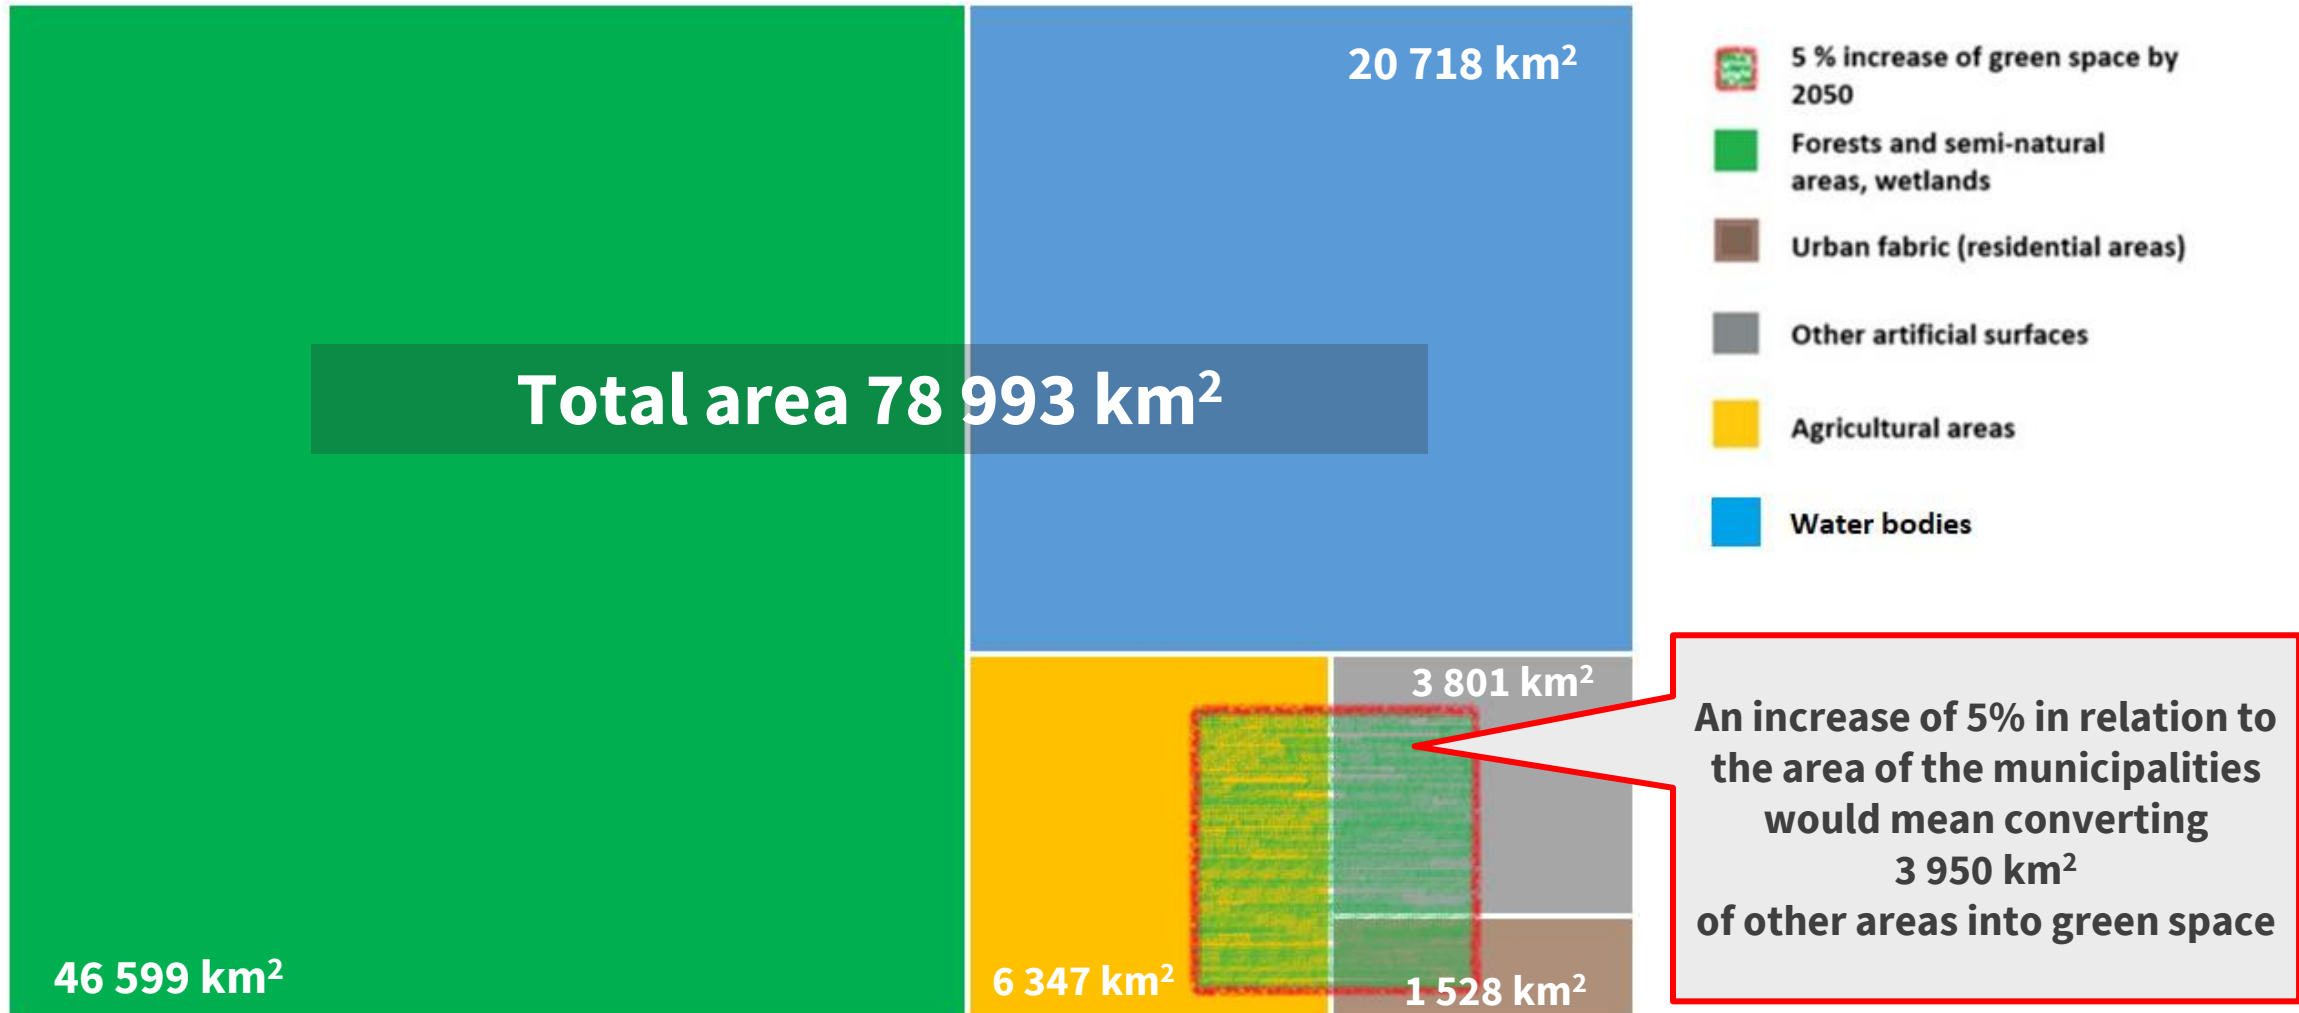 20 718 km²
Total area 78 993 km²
46 599 km²
6 347 km²
3 801 km²
1 528 km²
5 % increase of green space by
2050
Forests and semi-natural
areas, wetlands
Urban fabric (residential areas)
Other artificial surfaces
Agricultural areas
Water bodies
An increase of 5% in relation to
the area of the municipalities
would mean converting
3 950 km²
of other areas into green space